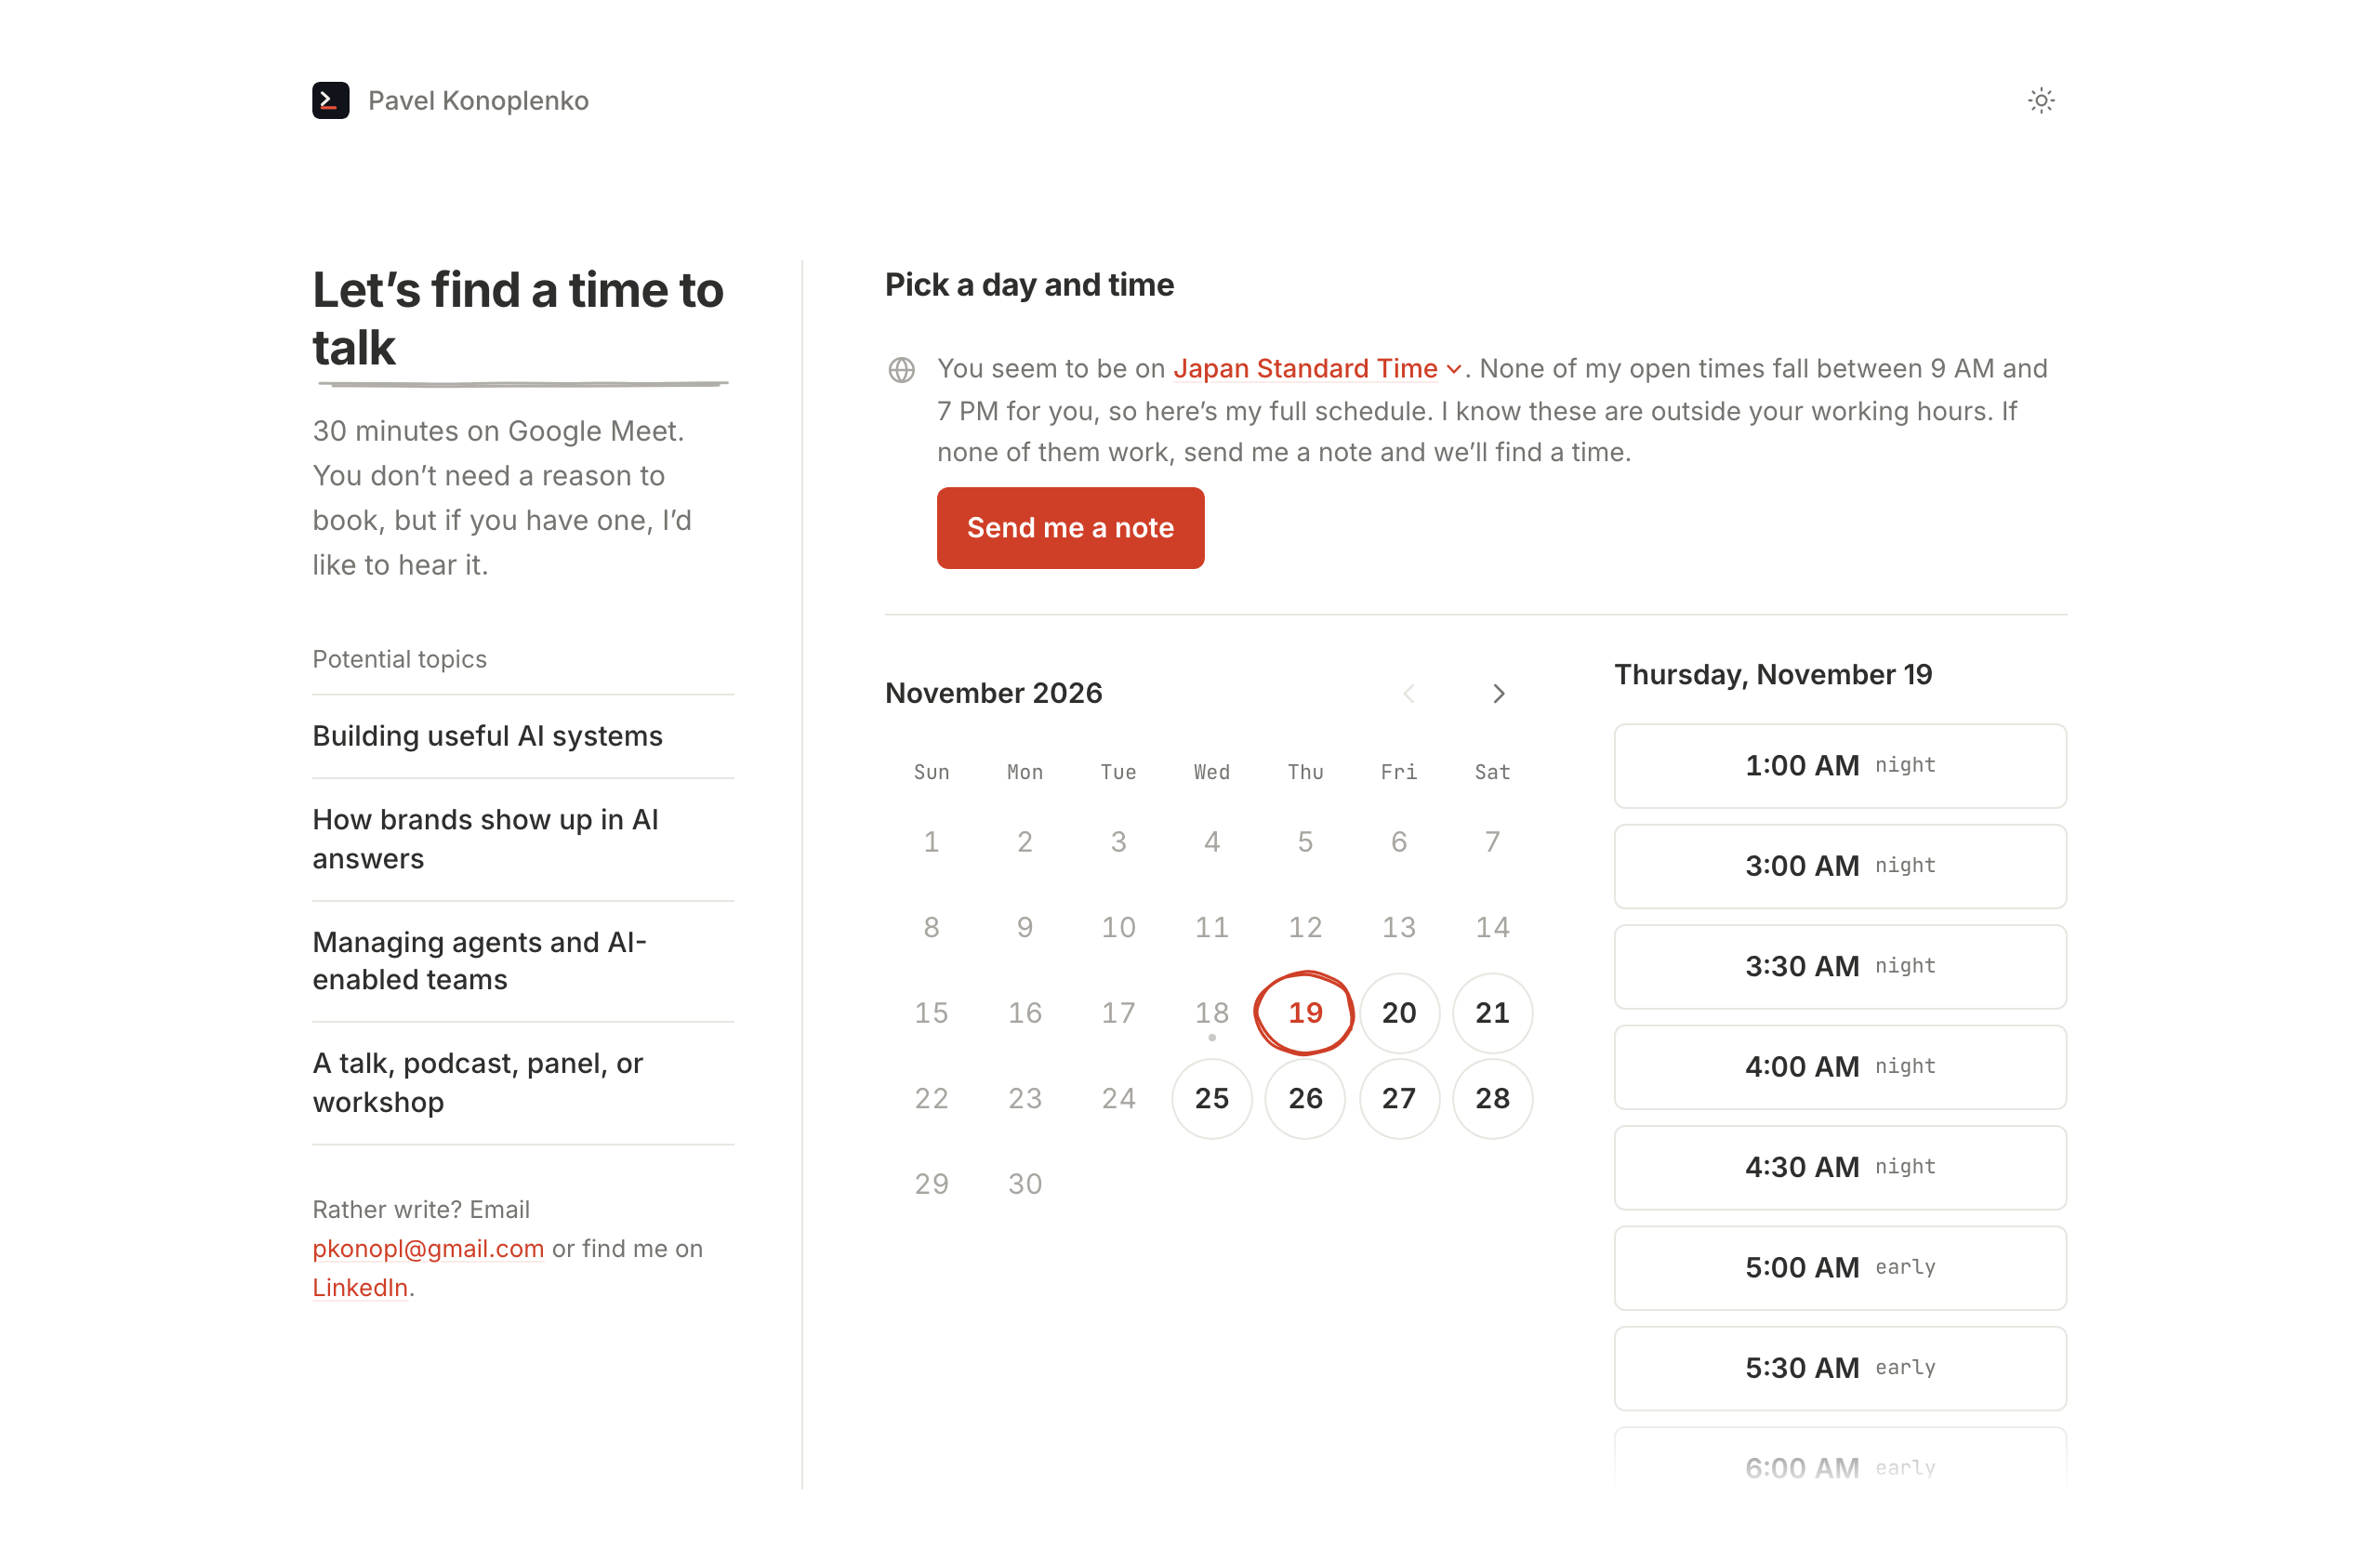 Pavel Konoplenko
Let’s find a time to
talk
30 minutes on Google Meet.
You don’t need a reason to
book, but if you have one, I’d
like to hear it.
Potential topics
Building useful AI systems
How brands show up in AI
answers
Managing agents and AI-
enabled teams
A talk, podcast, panel, or
workshop
Rather write? Email
pkonopl@gmail.com or find me on
LinkedIn.
Pick a day and time
You seem to be on Japan Standard Time. None of my open times fall between 9 AM and
7 PM for you, so here’s my full schedule. I know these are outside your working hours. If
none of them work, send me a note and we’ll find a time.
Send me a note
November 2026
Sun Mon Tue Wed Thu Fri Sat
1 2 3 4 5 6 7
8 9 10 11 12 13 14
15 16 17 18 19 20 21
22 23 24 25 26 27 28
29 30
Thursday, November 19
1:00 AM night
3:00 AM night
3:30 AM night
4:00 AM night
4:30 AM night
5:00 AM early
5:30 AM early
6:00 AM early